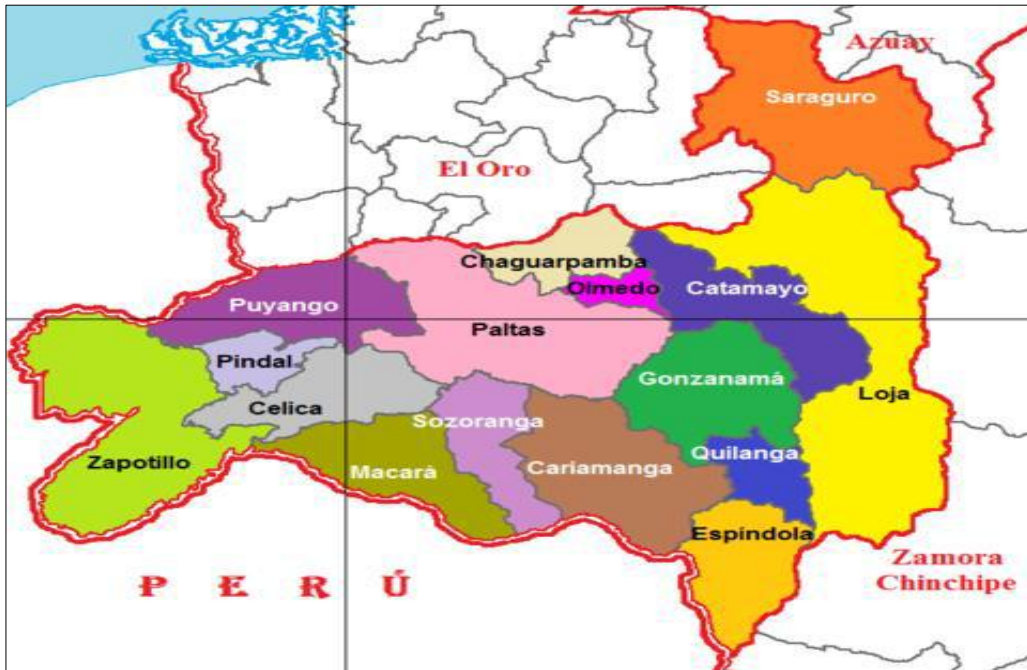 Azuay
Saraguro
El Oro
Chaguarpamba
Olmedo
Catamayo
Puyango
Paltas
Pindal
Gonzanamá
Loja
Celica
Sozoranga
Quilanga
Zapotillo
Macarà
Cariamanga
Espíndola
Zamora
Chinchipe
P E R Ú